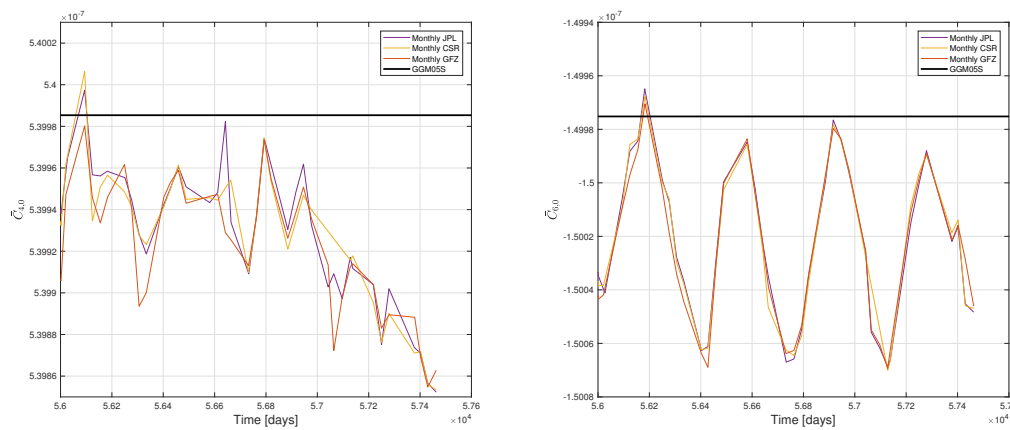 ×10⁻⁷
5.4002
5.4
5.3998
5.3996
5.3994
5.3992
5.399
5.3988
5.3986
C̄4,0
Monthly JPL
Monthly CSR
Monthly GFZ
GGM05S
5.6 5.62 5.64 5.66 5.68 5.7 5.72 5.74 5.76
Time [days]
×10⁴
×10⁻⁷
-1.4994
-1.4996
-1.4998
-1.5
-1.5002
-1.5004
-1.5006
-1.5008
C̄6,0
Monthly JPL
Monthly CSR
Monthly GFZ
GGM05S
5.6 5.62 5.64 5.66 5.68 5.7 5.72 5.74 5.76
Time [days]
×10⁴